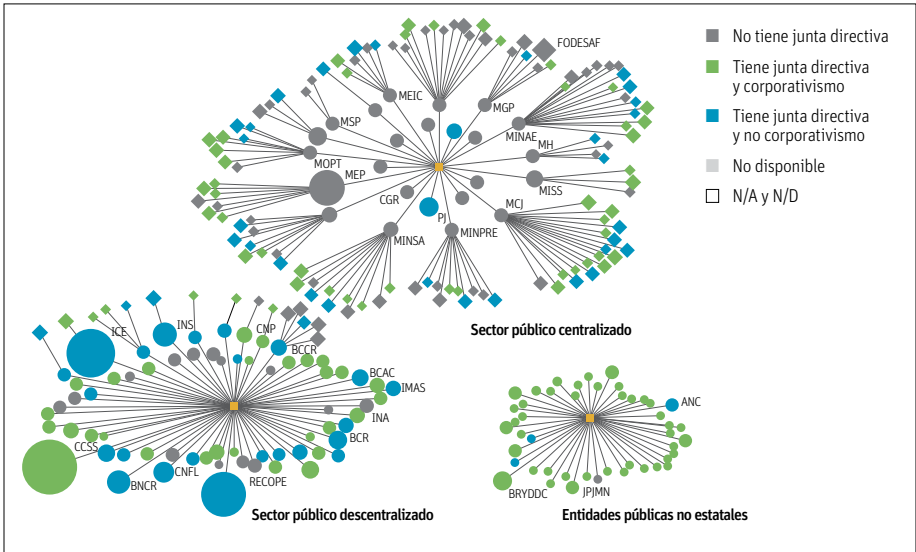 No tiene junta directiva
Tiene junta directiva
y corporativismo
Tiene junta directiva
y no corporativismo
No disponible
N/A y N/D
FODESAF
MEIC
MGP
MSP
MINAE
MH
MOPT
MEP
MISS
CGR
MCJ
PJ
MINSA
MINPRE
Sector público centralizado
ICE
INS
CNP
BCCR
BCAC
IMAS
INA
BCR
CCSS
CNFL
BNCR
RECOPE
Sector público descentralizado
ANC
BRYDDC
JPJMN
Entidades públicas no estatales